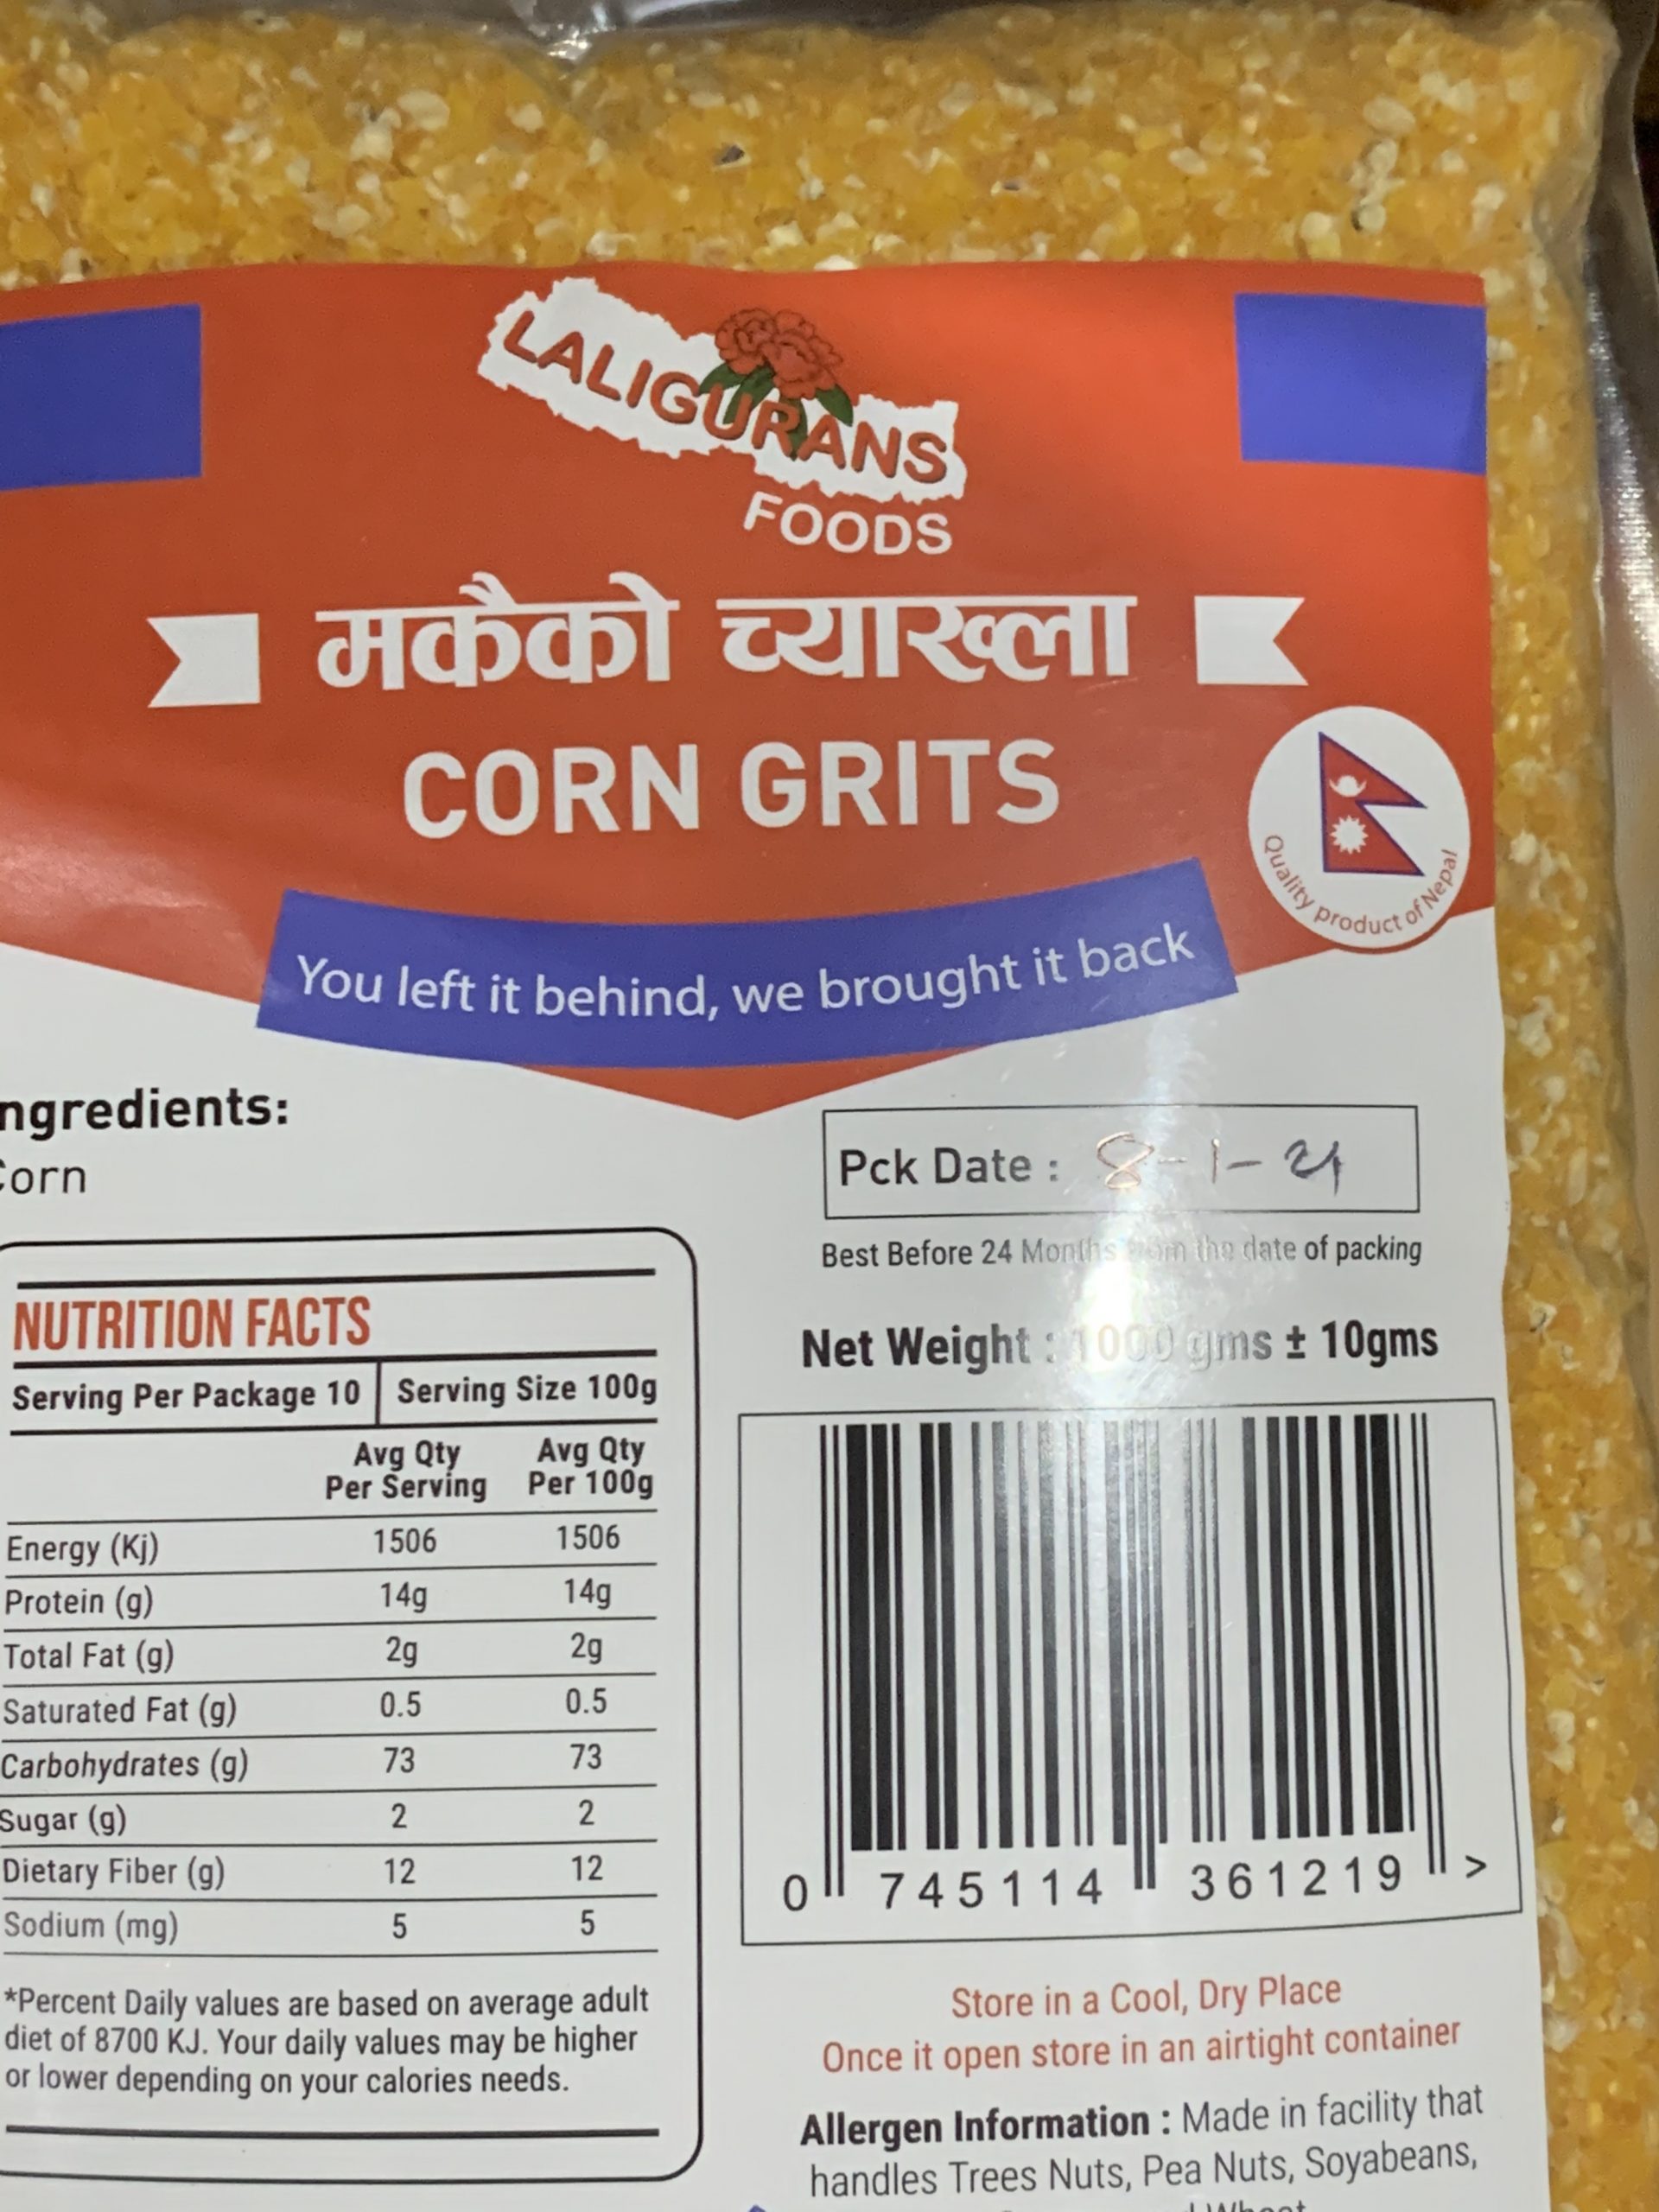 LALIGURANS
FOODS
मकैको च्याख्ला
CORN GRITS
Quality product of Nepal
You left it behind, we brought it back
ngredients:
orn
Pck Date : 8-1-21
Best Before 24 Months from the date of packing
Net Weight : 1000 gms ± 10gms
NUTRITION FACTS
Serving Per Package 10 Serving Size 100g
Avg Qty Per Serving Avg Qty Per 100g
Energy (Kj) 1506 1506
Protein (g) 14g 14g
Total Fat (g) 2g 2g
Saturated Fat (g) 0.5 0.5
Carbohydrates (g) 73 73
Sugar (g) 2 2
Dietary Fiber (g) 12 12
Sodium (mg) 5 5
*Percent Daily values are based on average adult
diet of 8700 KJ. Your daily values may be higher
or lower depending on your calories needs.
0 745114 361219 >
Store in a Cool, Dry Place
Once it open store in an airtight container
Allergen Information : Made in facility that
handles Trees Nuts, Pea Nuts, Soyabeans,